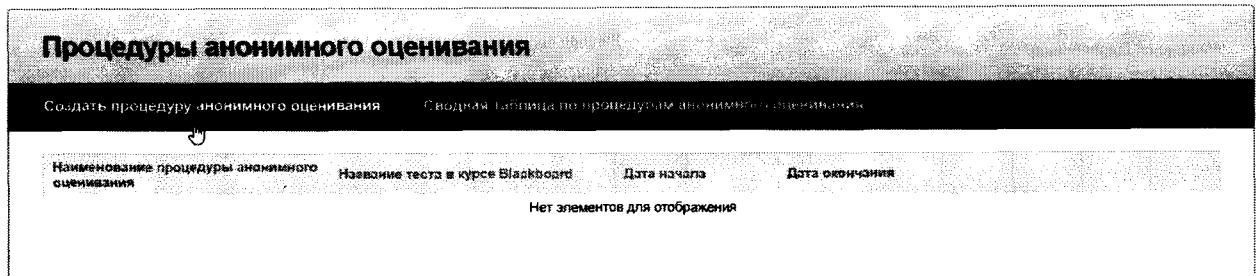 Процедуры анонимного оценивания
Создать процедуру анонимного оценивания Сводная таблица по процедурам анонимного оценивания
Наименование процедуры анонимного
оценивания Название теста в курсе Blackboard Дата начала Дата окончания
Нет элементов для отображения